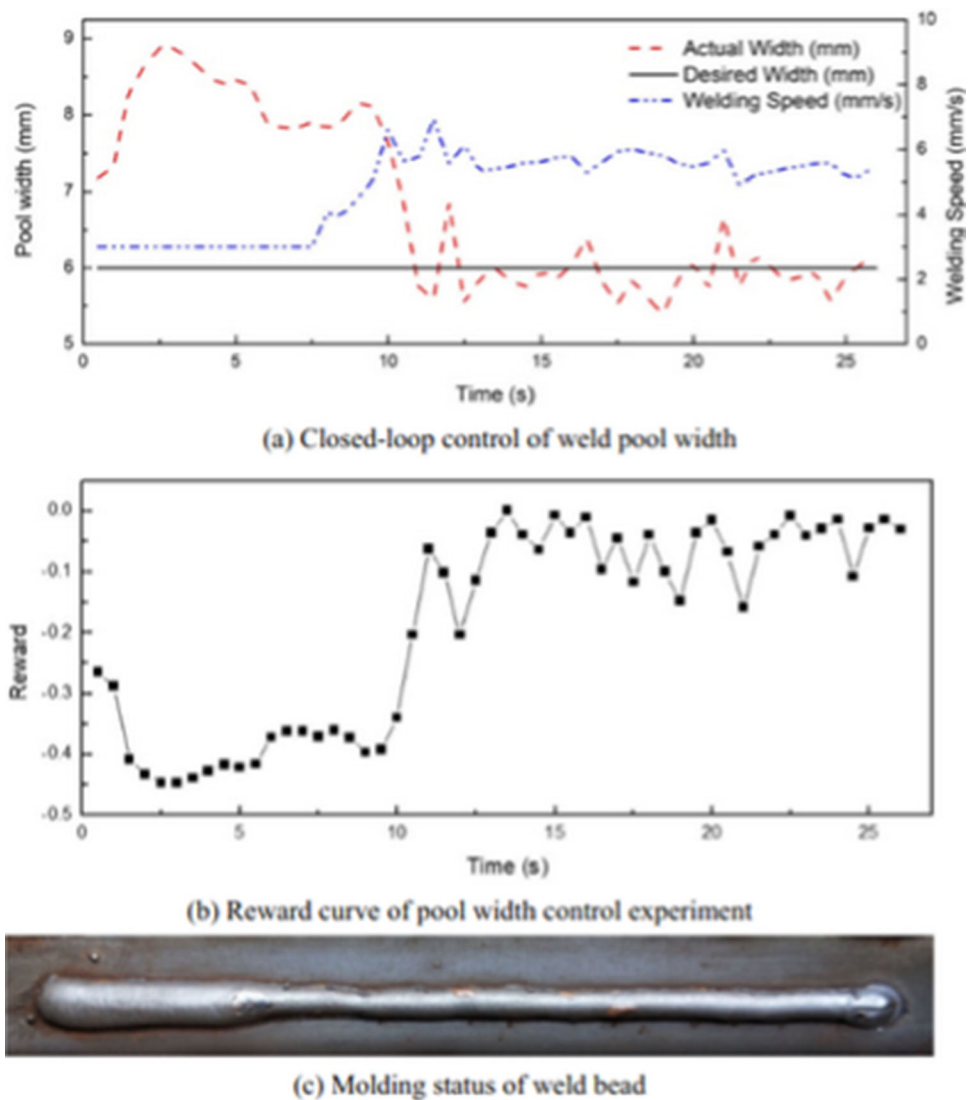 9
8
7
6
5
Pool width (mm)
10
8
6
4
2
0
Welding Speed (mm/s)
Actual Width (mm)
Desired Width (mm)
Welding Speed (mm/s)
0 5 10 15 20 25
Time (s)
(a) Closed-loop control of weld pool width
0.0
-0.1
-0.2
-0.3
-0.4
-0.5
Reward
0 5 10 15 20 25
Time (s)
(b) Reward curve of pool width control experiment
(c) Molding status of weld bead